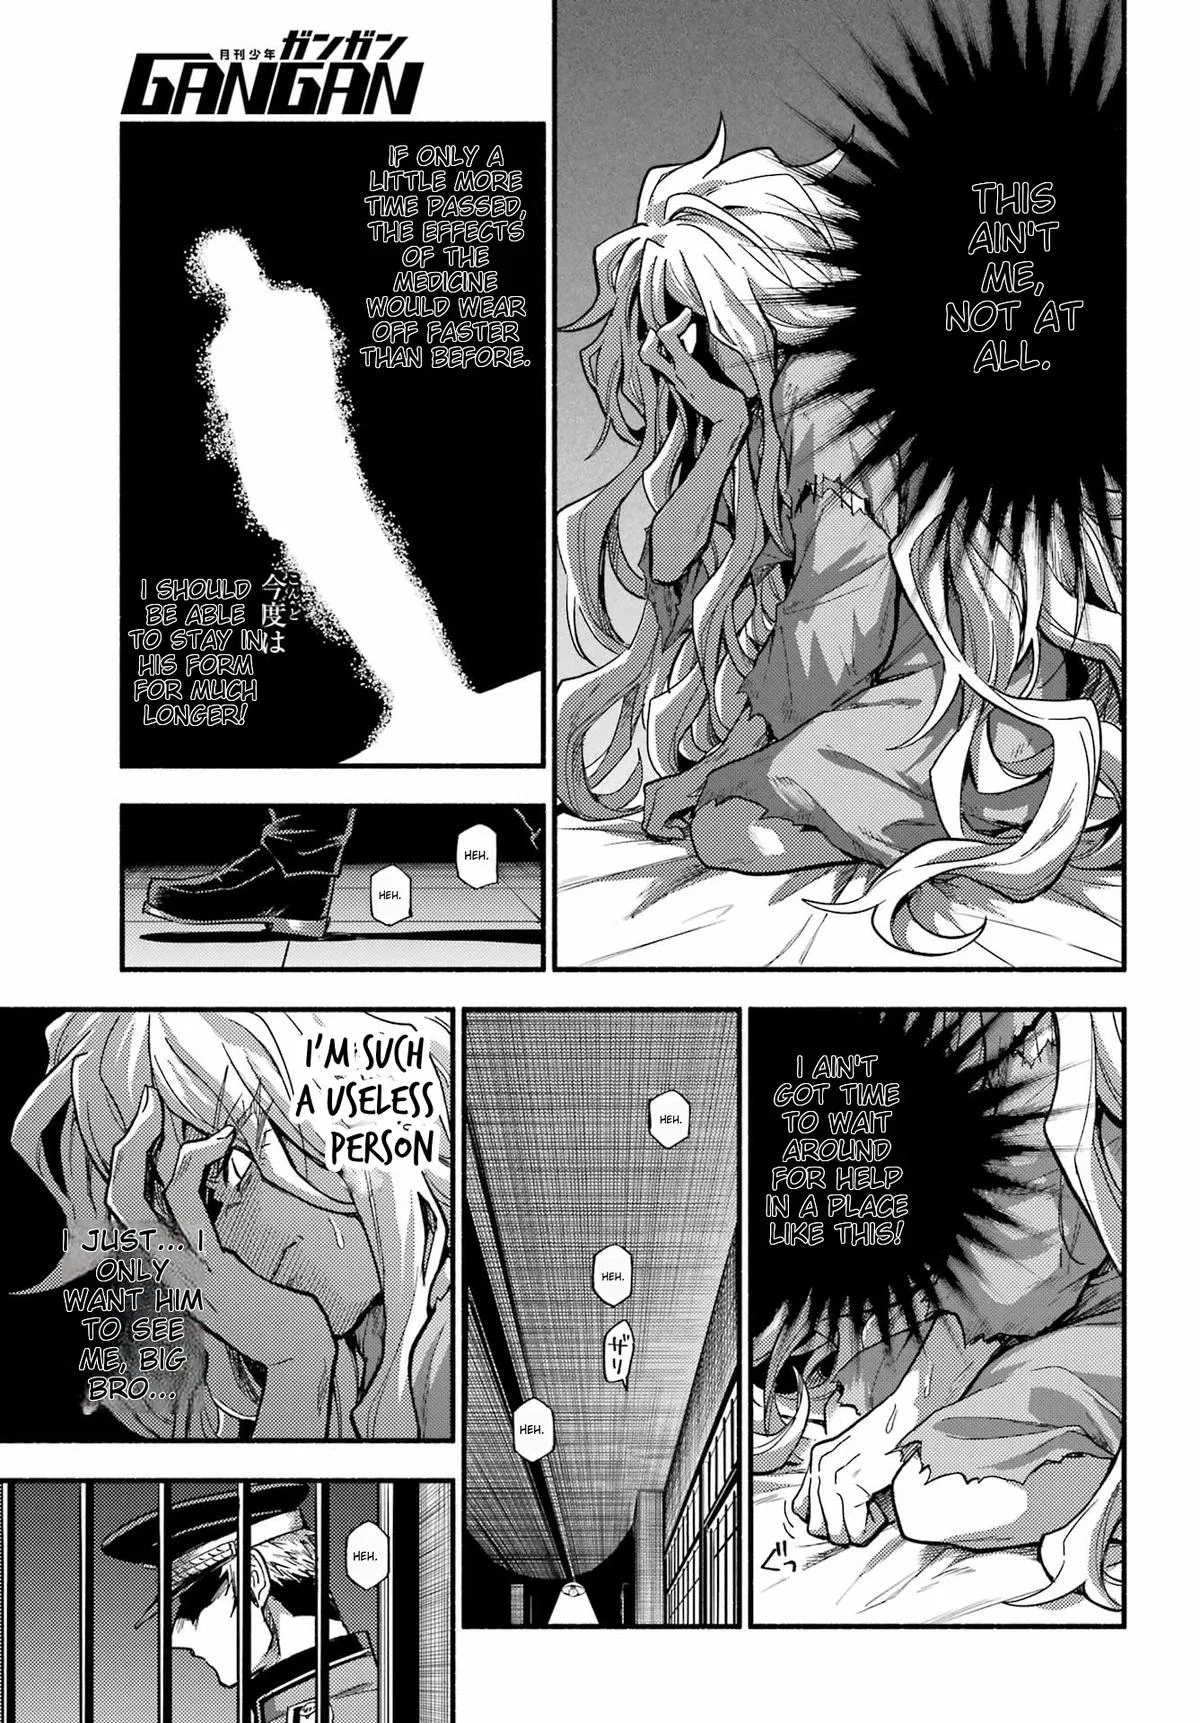 THIS
AIN'T
ME,
NOT AT
ALL.
月刊少年
ガンガン
GANGAN
IF ONLY A
LITTLE MORE
TIME PASSED,
THE EFFECTS
OF THE
MEDICINE
WOULD WEAR
OFF FASTER
THAN BEFORE.
今度は
こんど
I SHOULD
BE ABLE
TO STAY IN
HIS FORM
FOR MUCH
LONGER!
HEH.
HEH.
I AIN'T
GOT TIME
TO WAIT
AROUND
FOR HELP
IN A PLACE
LIKE THIS!
ぐっ
HEH.
HEH.
ザリ
HEH.
I'M SUCH
A USELESS
PERSON
I JUST... I
ONLY
WANT HIM
TO SEE
ME, BIG
BRO...
HEH.